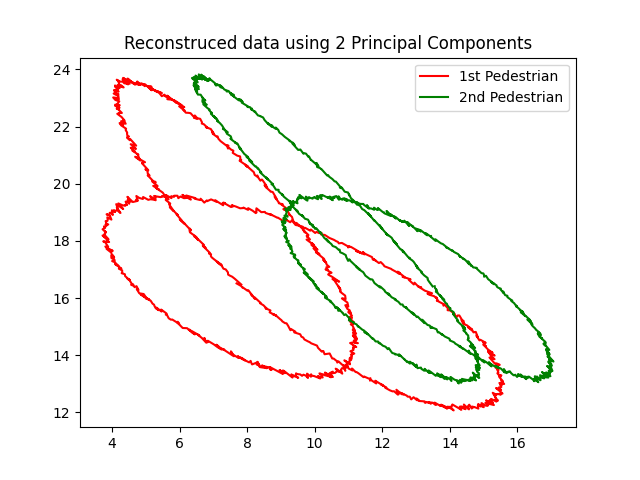 Reconstruced data using 2 Principal Components
1st Pedestrian
2nd Pedestrian
24
22
20
18
16
14
12
4 6 8 10 12 14 16